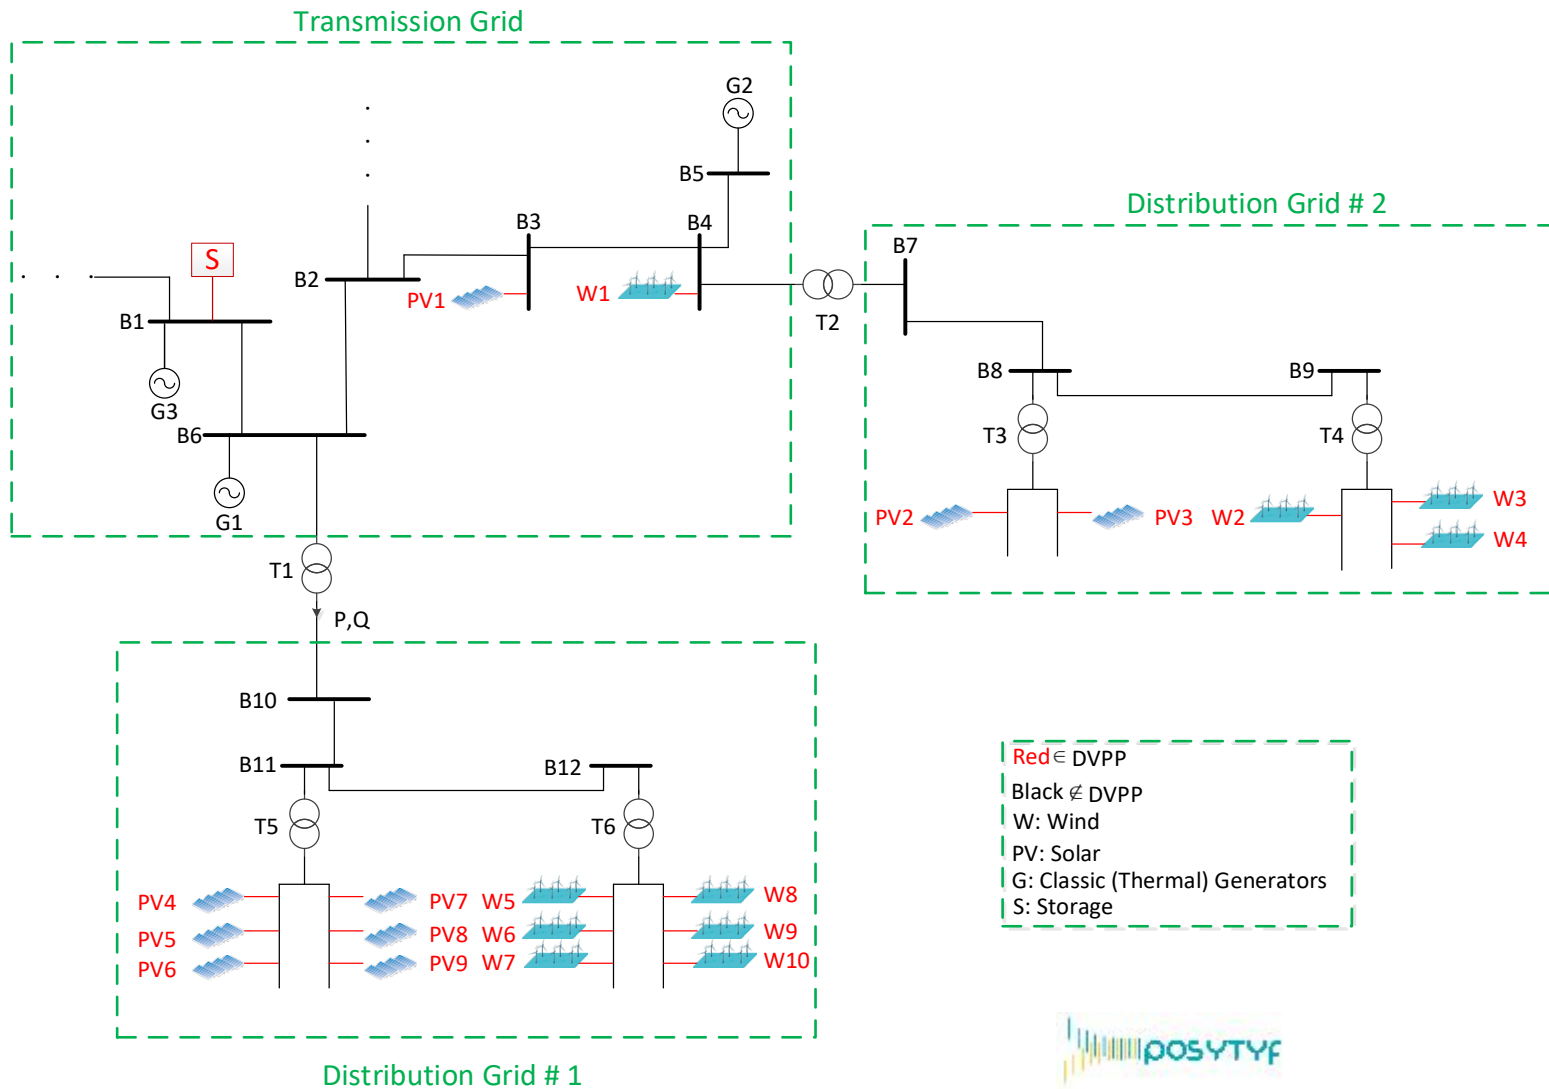 Transmission Grid
G2
B5
B3
B4
Distribution Grid # 2
B7
S
B2
PV1
W1
B1
T2
G3
B8
B9
B6
T3
T4
G1
PV2
PV3
W2
W3
W4
T1
P,Q
B10
B11
B12
T5
T6
PV4
PV7
W5
W8
PV5
PV8
W6
W9
PV6
PV9
W7
W10
Red ∈ DVPP
Black ∉ DVPP
W: Wind
PV: Solar
G: Classic (Thermal) Generators
S: Storage
Distribution Grid # 1
POSYTYF